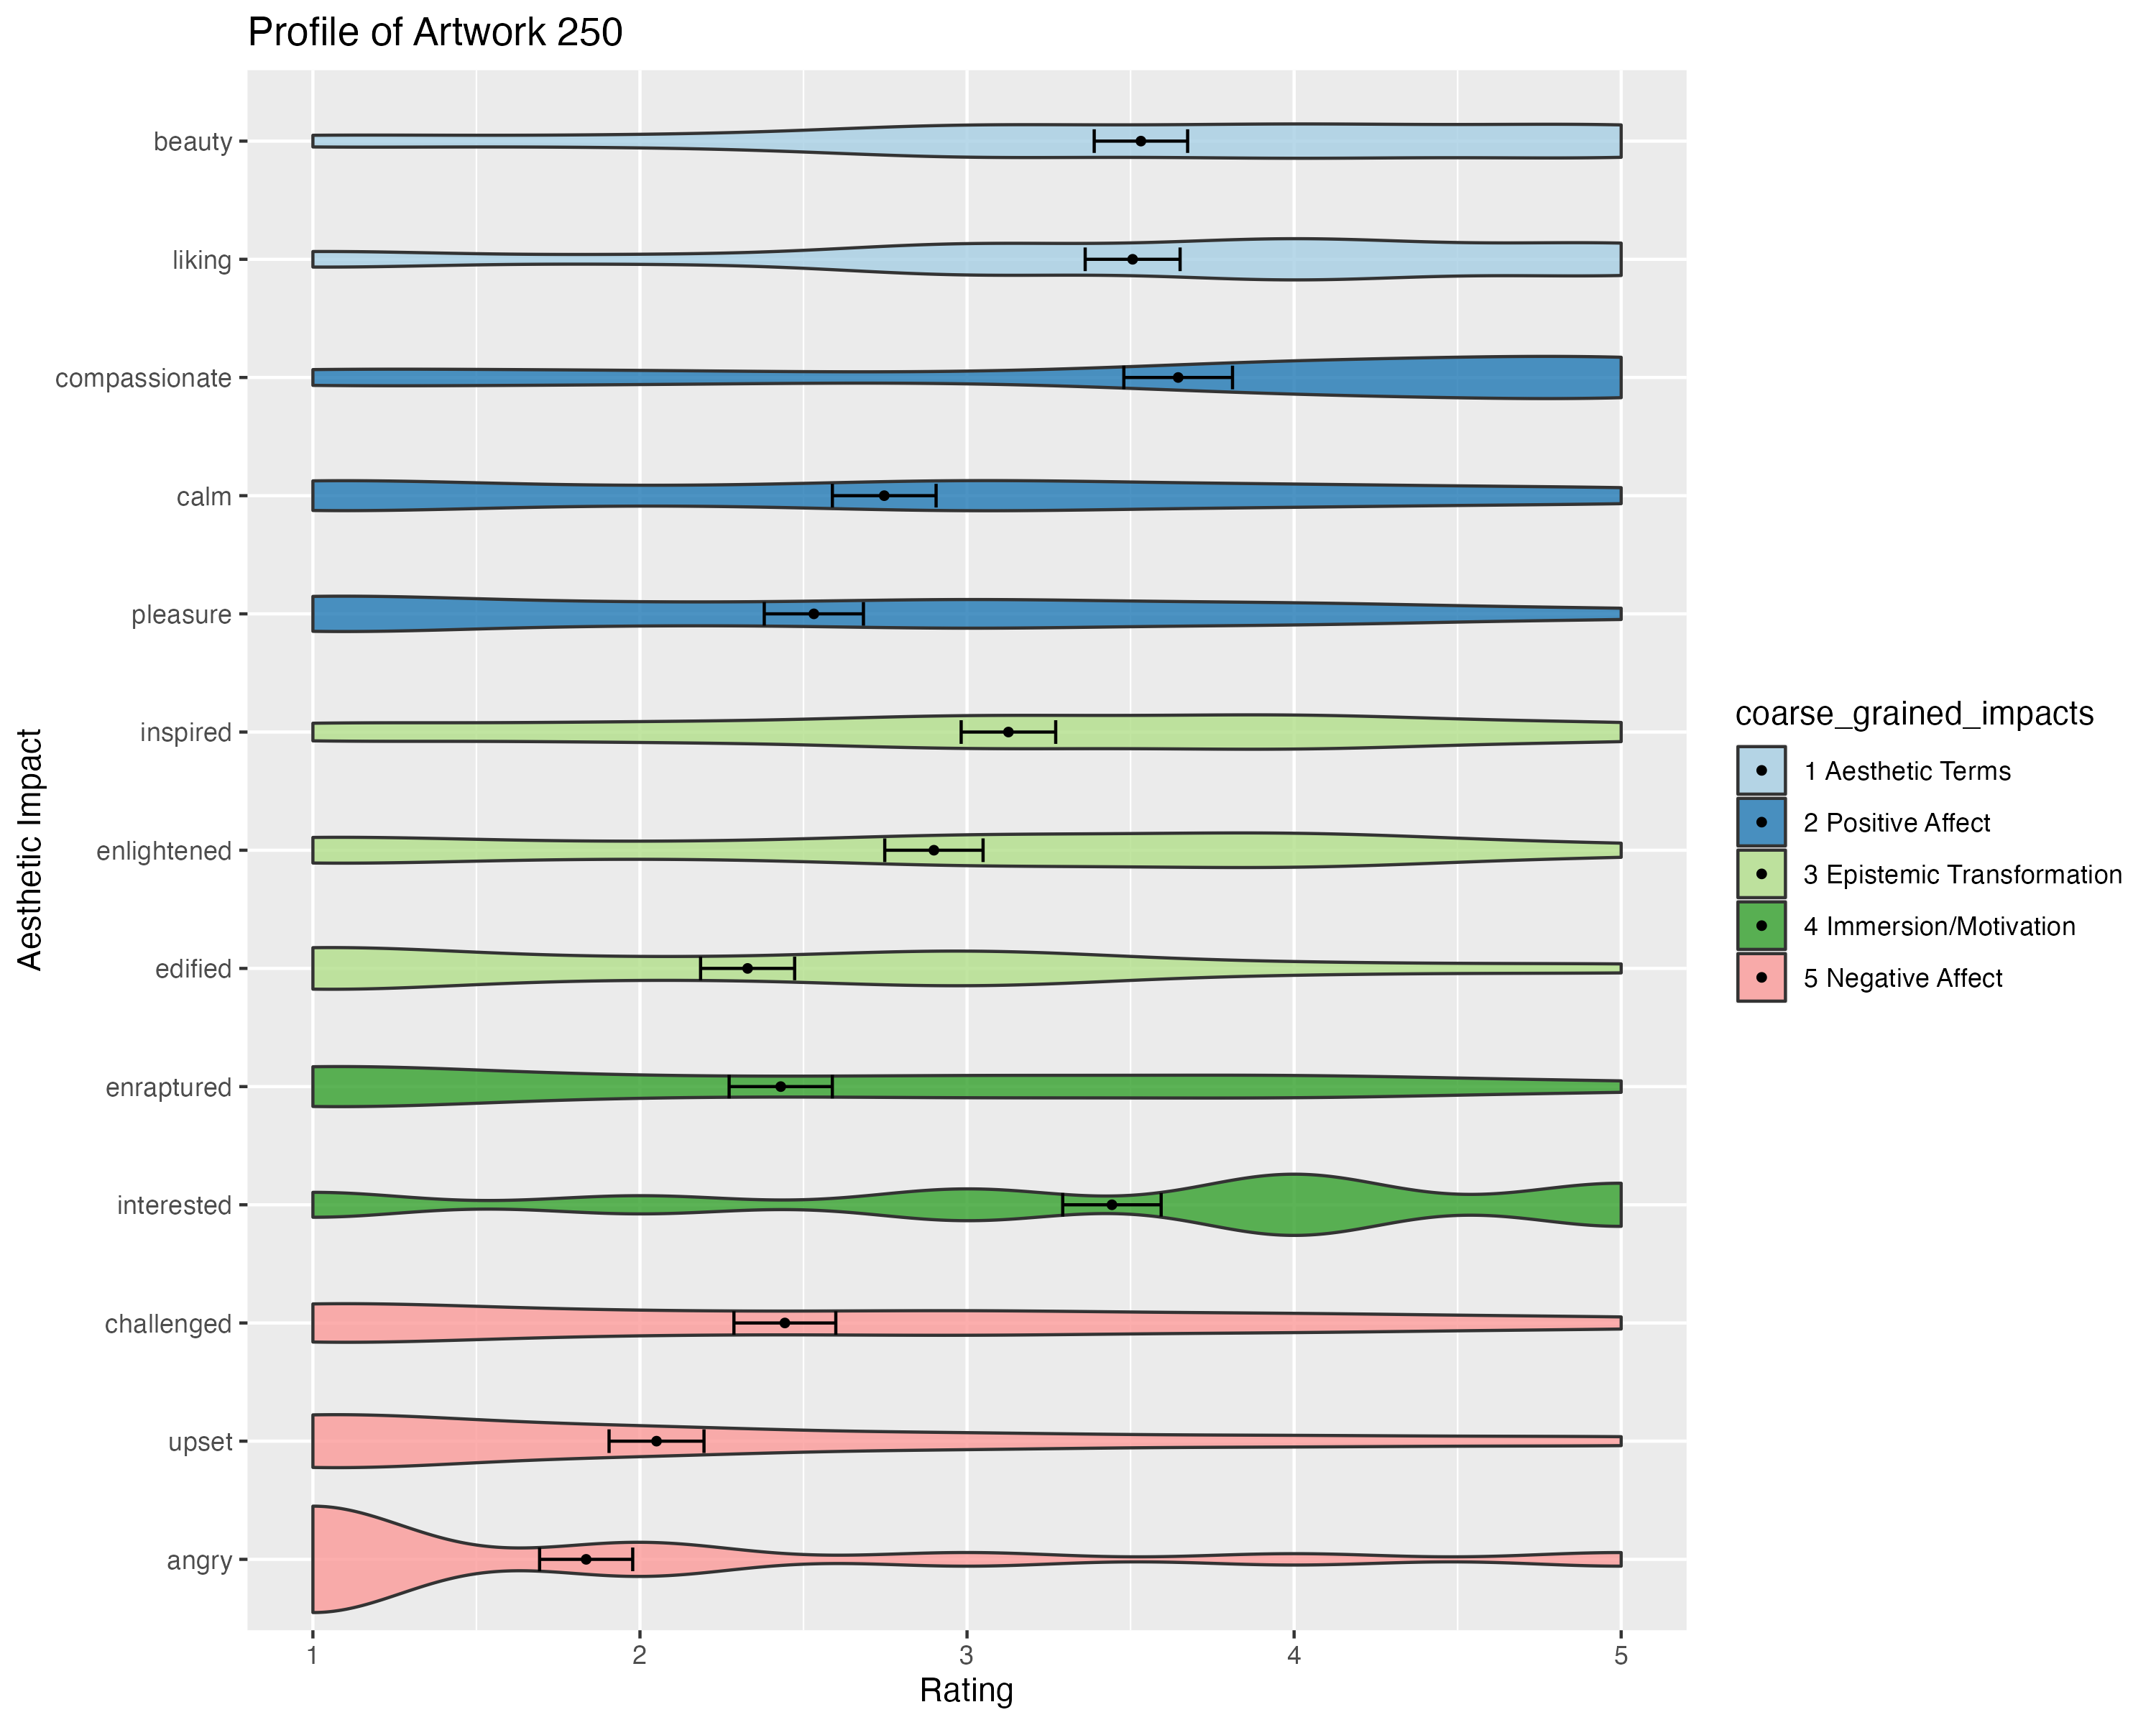 Profile of Artwork 250
beauty
liking
compassionate
calm
pleasure
inspired
enlightened
edified
enraptured
interested
challenged
upset
angry
Aesthetic Impact
1 2 3 4 5
Rating
coarse_grained_impacts
1 Aesthetic Terms
2 Positive Affect
3 Epistemic Transformation
4 Immersion/Motivation
5 Negative Affect